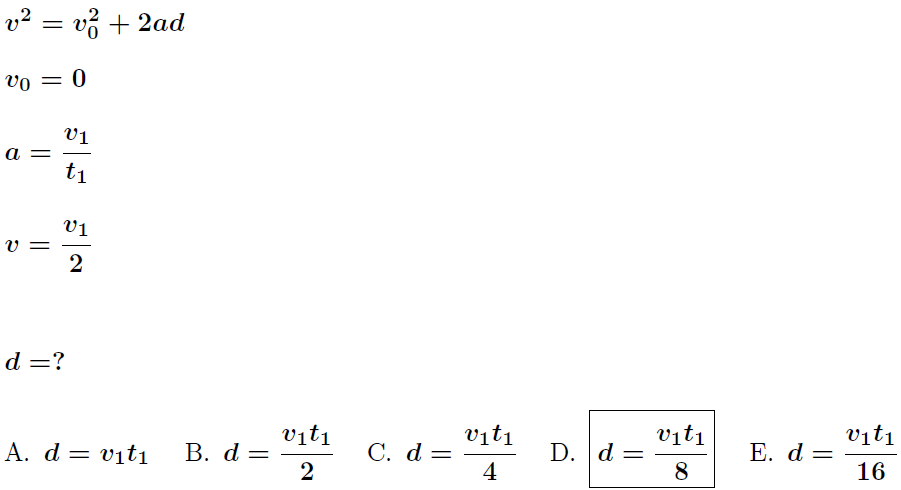 v² = v₀² + 2ad
v₀ = 0
a = v₁/t₁
v = v₁/2
d =?
A. d = v₁t₁ B. d = v₁t₁/2 C. d = v₁t₁/4 D. d = v₁t₁/8 E. d = v₁t₁/16